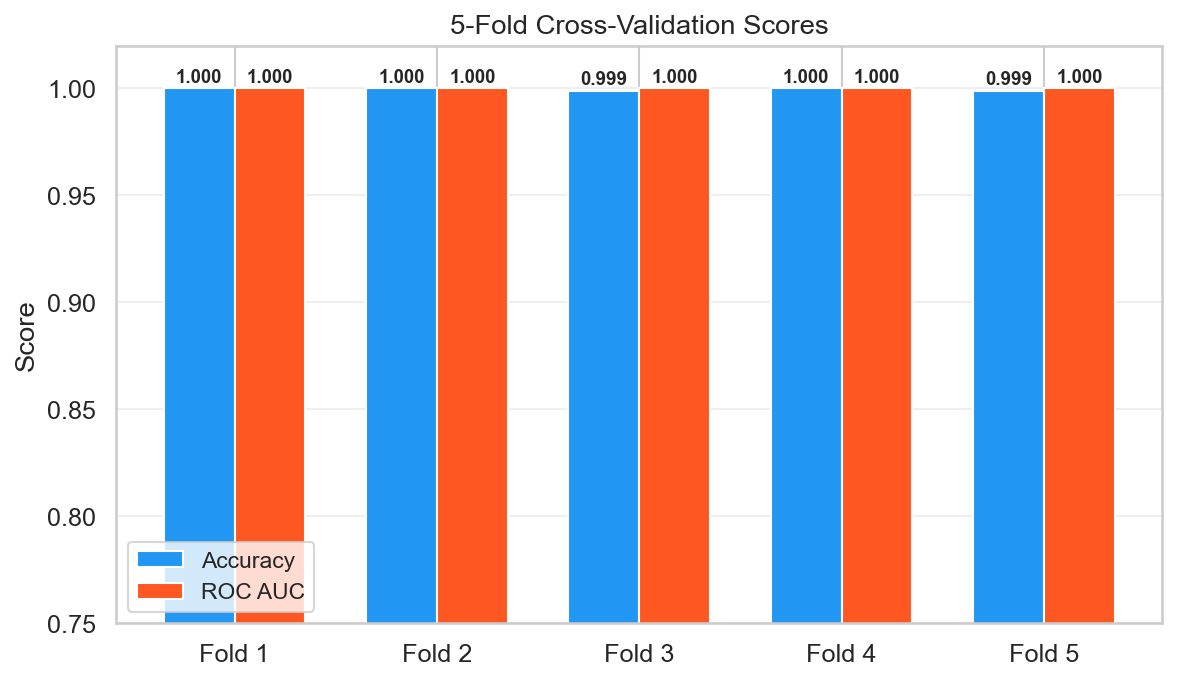 5-Fold Cross-Validation Scores
1.000 1.000 1.000 1.000 0.999 1.000 1.000 1.000 0.999 1.000
1.00
0.95
0.90
0.85
0.80
0.75
Score
Accuracy
ROC AUC
Fold 1 Fold 2 Fold 3 Fold 4 Fold 5